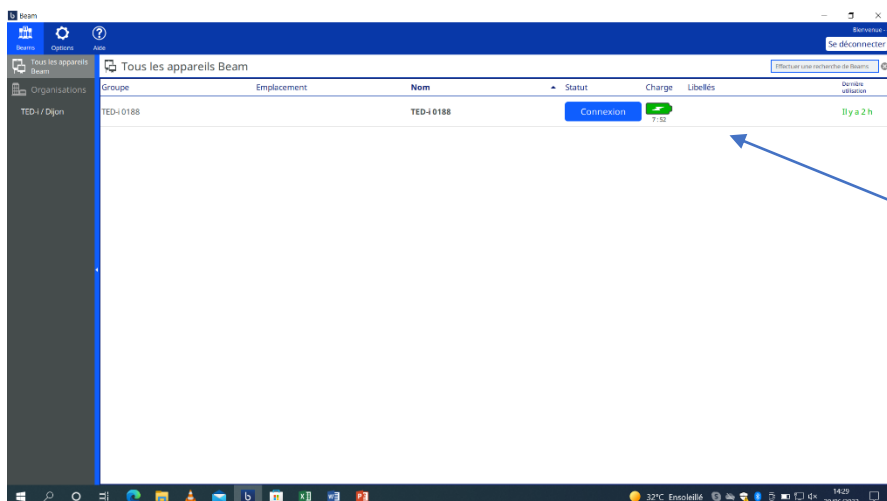 Beam
Bienvenue -
Beams Options Aide
Se déconnecter
Tous les appareils
Beam
Tous les appareils Beam
Effectuer une recherche de Beams
Organisations
Groupe Emplacement Nom Statut Charge Libellés Dernière
utilisation
TED-i / Dijon
TED-i 0188 TED-i 0188 Connexion Il y a 2 h
7 : 52
32°C Ensoleillé 14:29